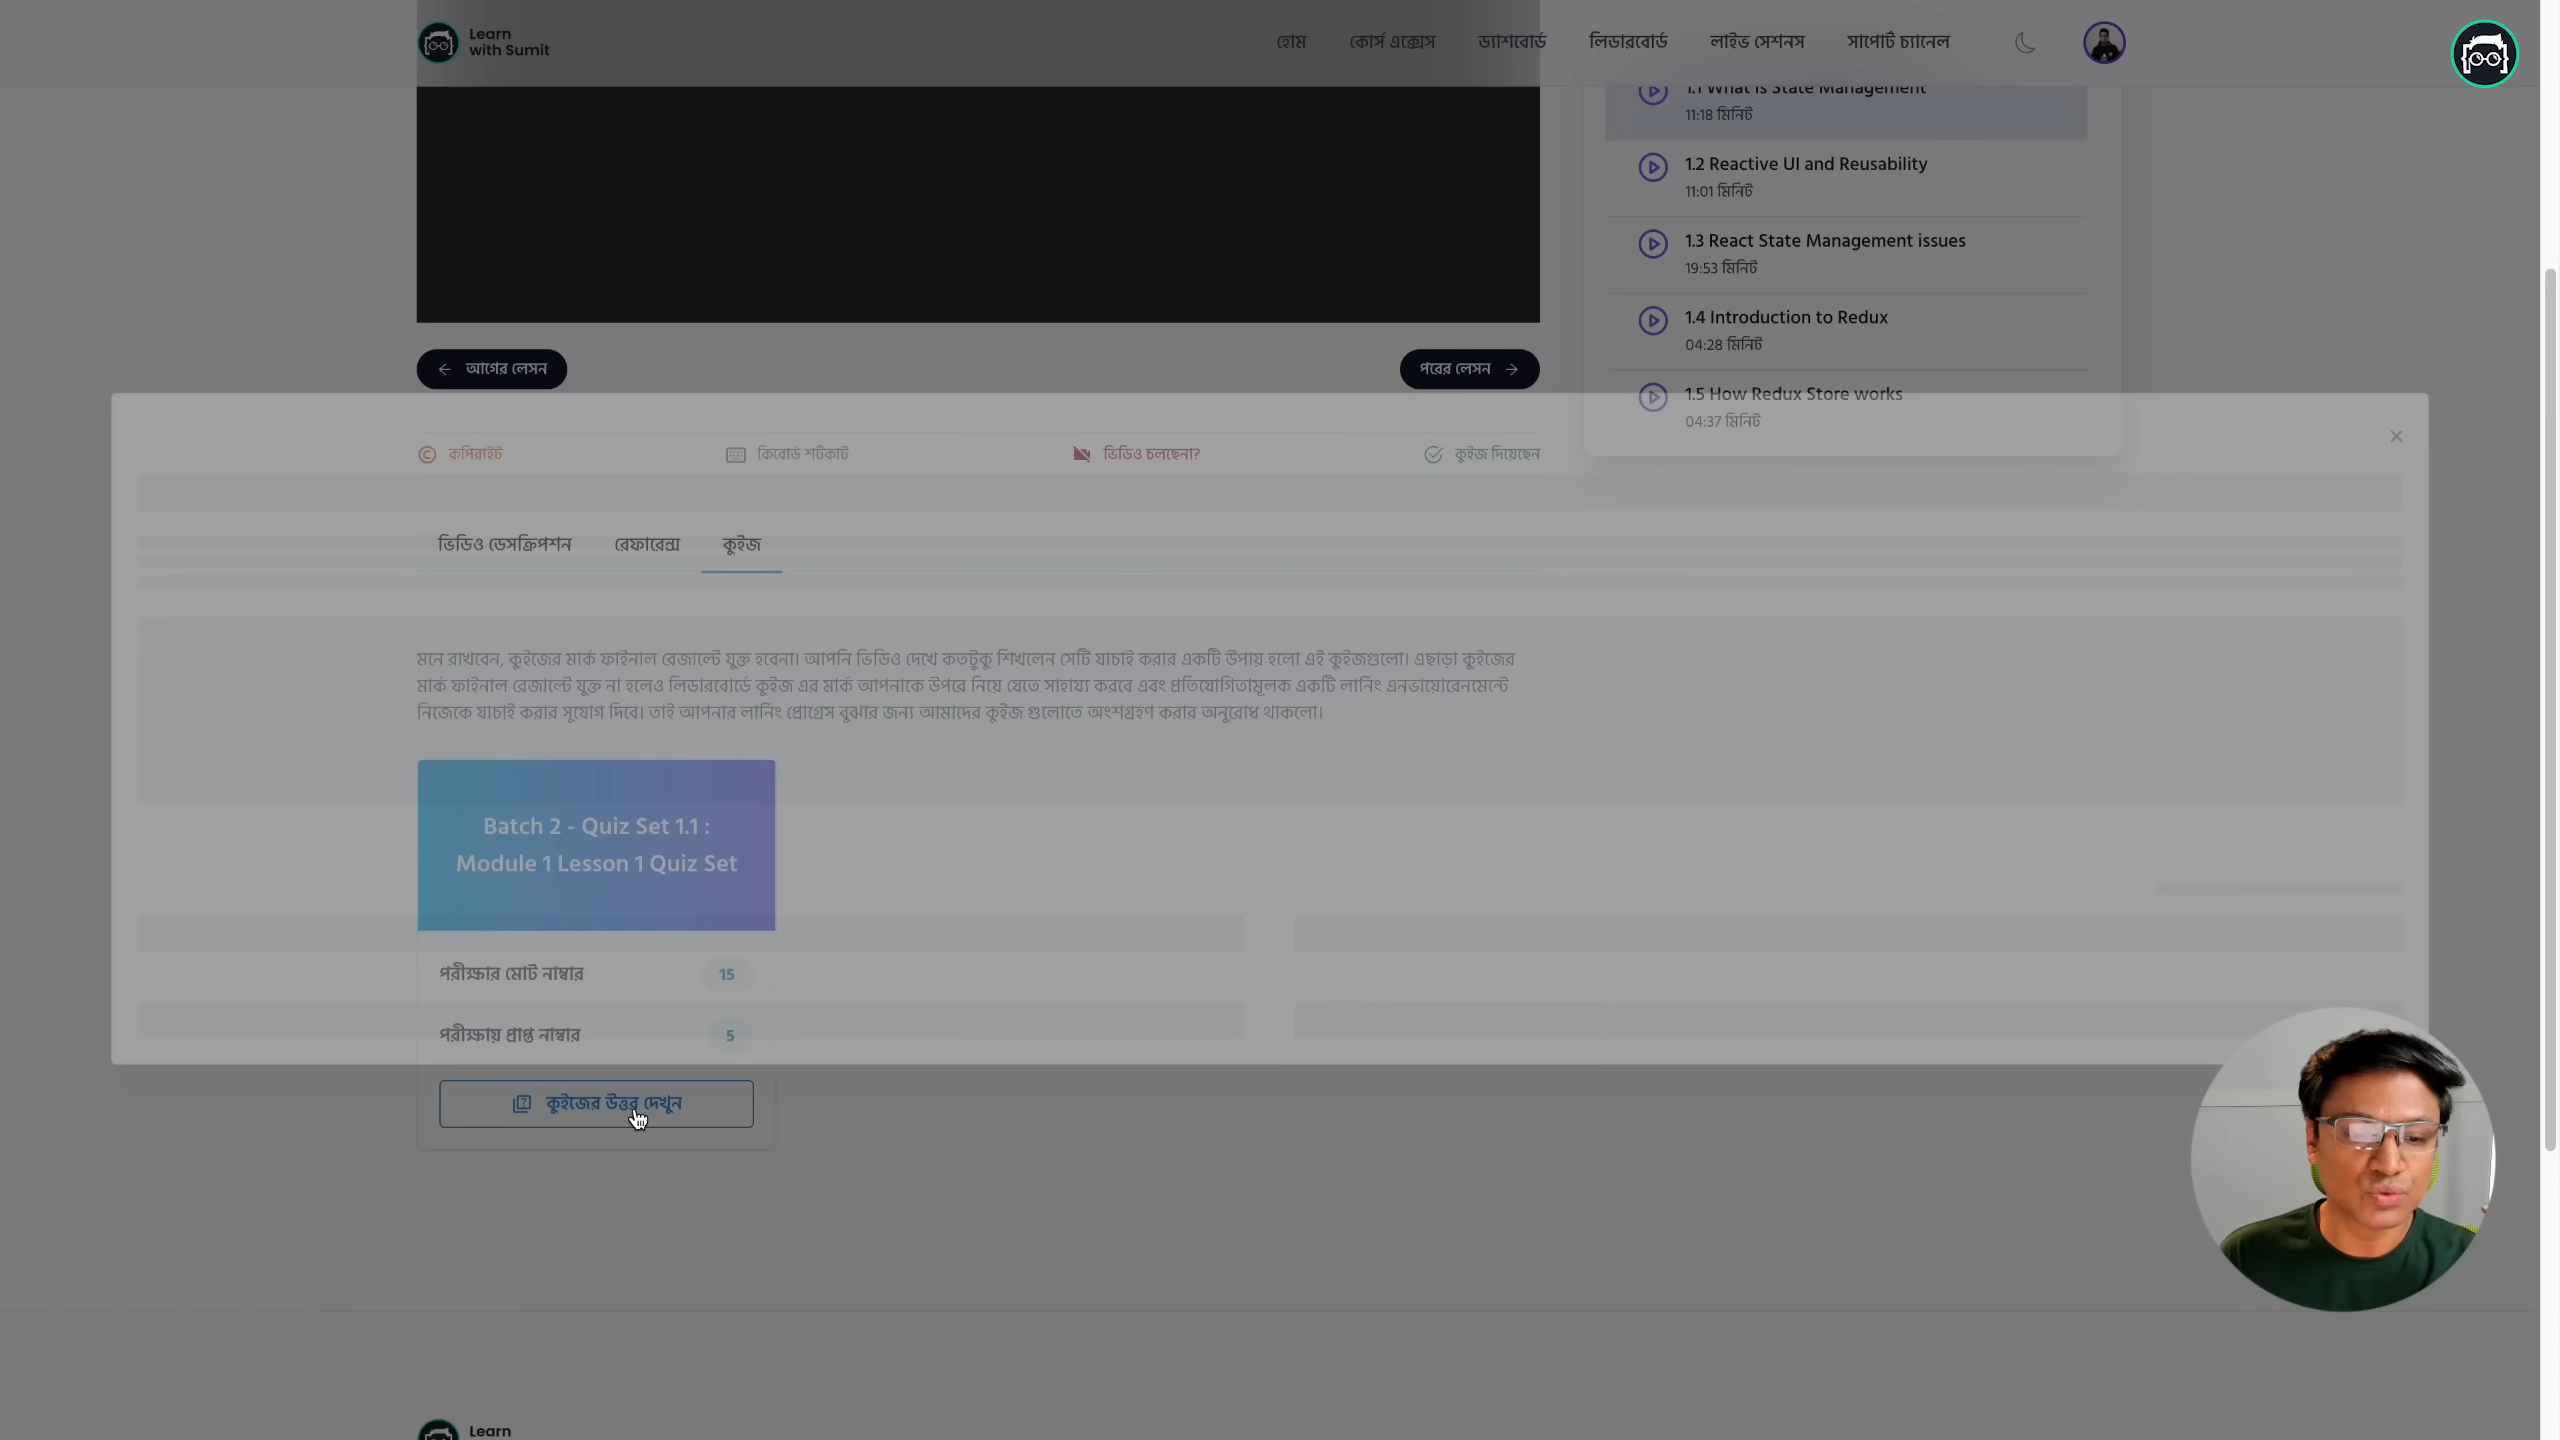 Learn
with Sumit
হোম
কোর্স এক্সেস
ড্যাশবোর্ড
লিডারবোর্ড
লাইভ সেশনস
সাপোর্ট চ্যানেল
1.1 What is State Management
11:18 মিনিট
1.2 Reactive UI and Reusability
11:01 মিনিট
1.3 React State Management issues
19:53 মিনিট
1.4 Introduction to Redux
04:28 মিনিট
1.5 How Redux Store works
04:37 মিনিট
আগের লেসন
পরের লেসন
কপিরাইট
কিবোর্ড শর্টকাট
ভিডিও চলছেনা?
কুইজ দিয়েছেন
ভিডিও ডেসক্রিপশন
রেফারেন্স
কুইজ
মনে রাখবেন, কুইজের মার্ক ফাইনাল রেজাল্টে যুক্ত হবেনা। আপনি ভিডিও দেখে কতটুকু শিখলেন সেটি যাচাই করার একটি উপায় হলো এই কুইজগুলো। এছাড়া কুইজের
মার্ক ফাইনাল রেজাল্টে যুক্ত না হলেও লিডারবোর্ডে কুইজ এর মার্ক আপনাকে উপরে নিয়ে যেতে সাহায্য করবে এবং প্রতিযোগিতামূলক একটি লার্নিং এনভায়োরেনমেন্টে
নিজেকে যাচাই করার সুযোগ দিবে। তাই আপনার লার্নিং প্রোগ্রেস বুঝার জন্য আমাদের কুইজ গুলোতে অংশগ্রহণ করার অনুরোধ থাকলো।
Batch 2 - Quiz Set 1.1 :
Module 1 Lesson 1 Quiz Set
পরীক্ষার মোট নাম্বার
15
পরীক্ষায় প্রাপ্ত নাম্বার
5
কুইজের উত্তর দেখুন
Learn